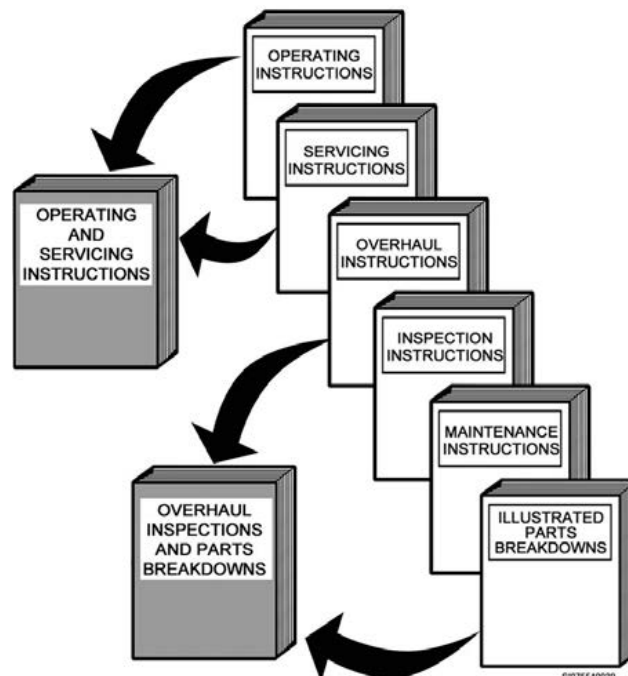 OPERATING
INSTRUCTIONS
SERVICING
INSTRUCTIONS
OPERATING
AND
SERVICING
INSTRUCTIONS
OVERHAUL
INSTRUCTIONS
INSPECTION
INSTRUCTIONS
MAINTENANCE
INSTRUCTIONS
OVERHAUL
INSPECTIONS
AND PARTS
BREAKDOWNS
ILLUSTRATED
PARTS
BREAKDOWNS